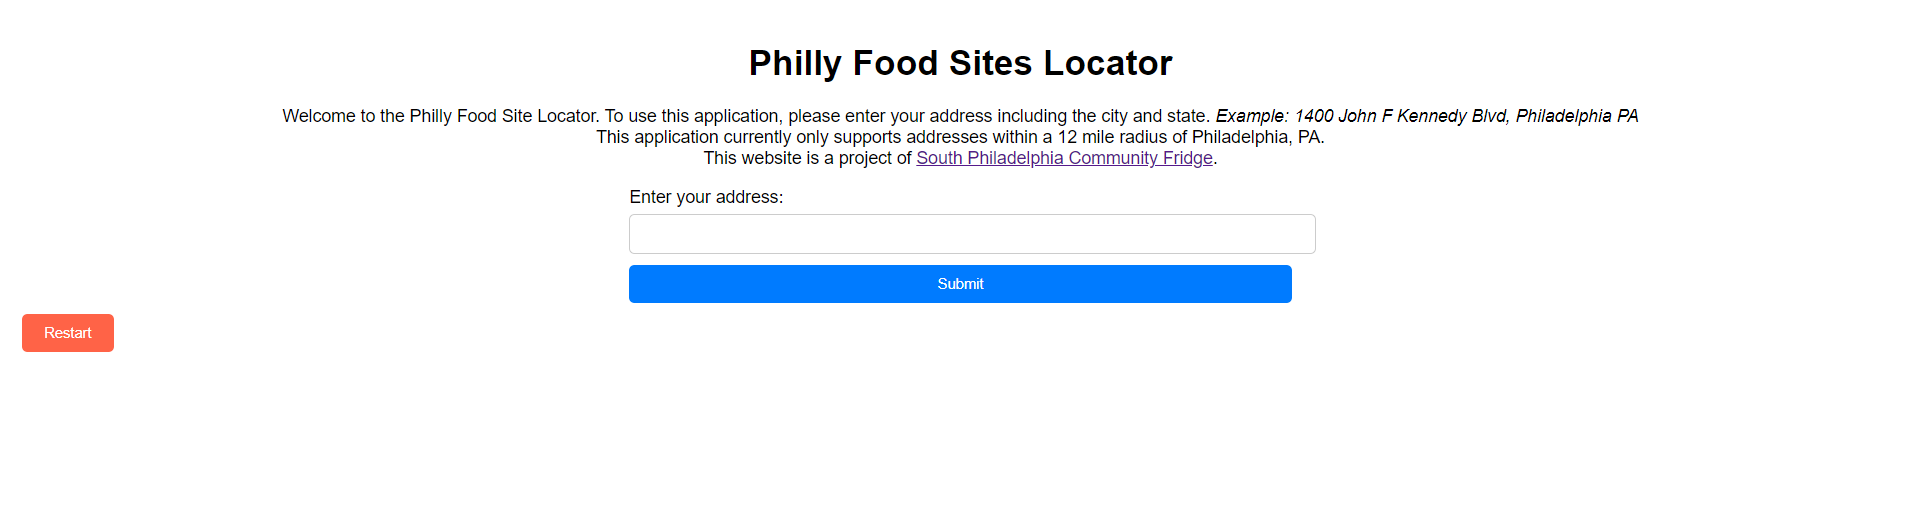 Philly Food Sites Locator
Welcome to the Philly Food Site Locator. To use this application, please enter your address including the city and state. Example: 1400 John F Kennedy Blvd, Philadelphia PA
This application currently only supports addresses within a 12 mile radius of Philadelphia, PA.
This website is a project of South Philadelphia Community Fridge.
Enter your address:
Submit
Restart